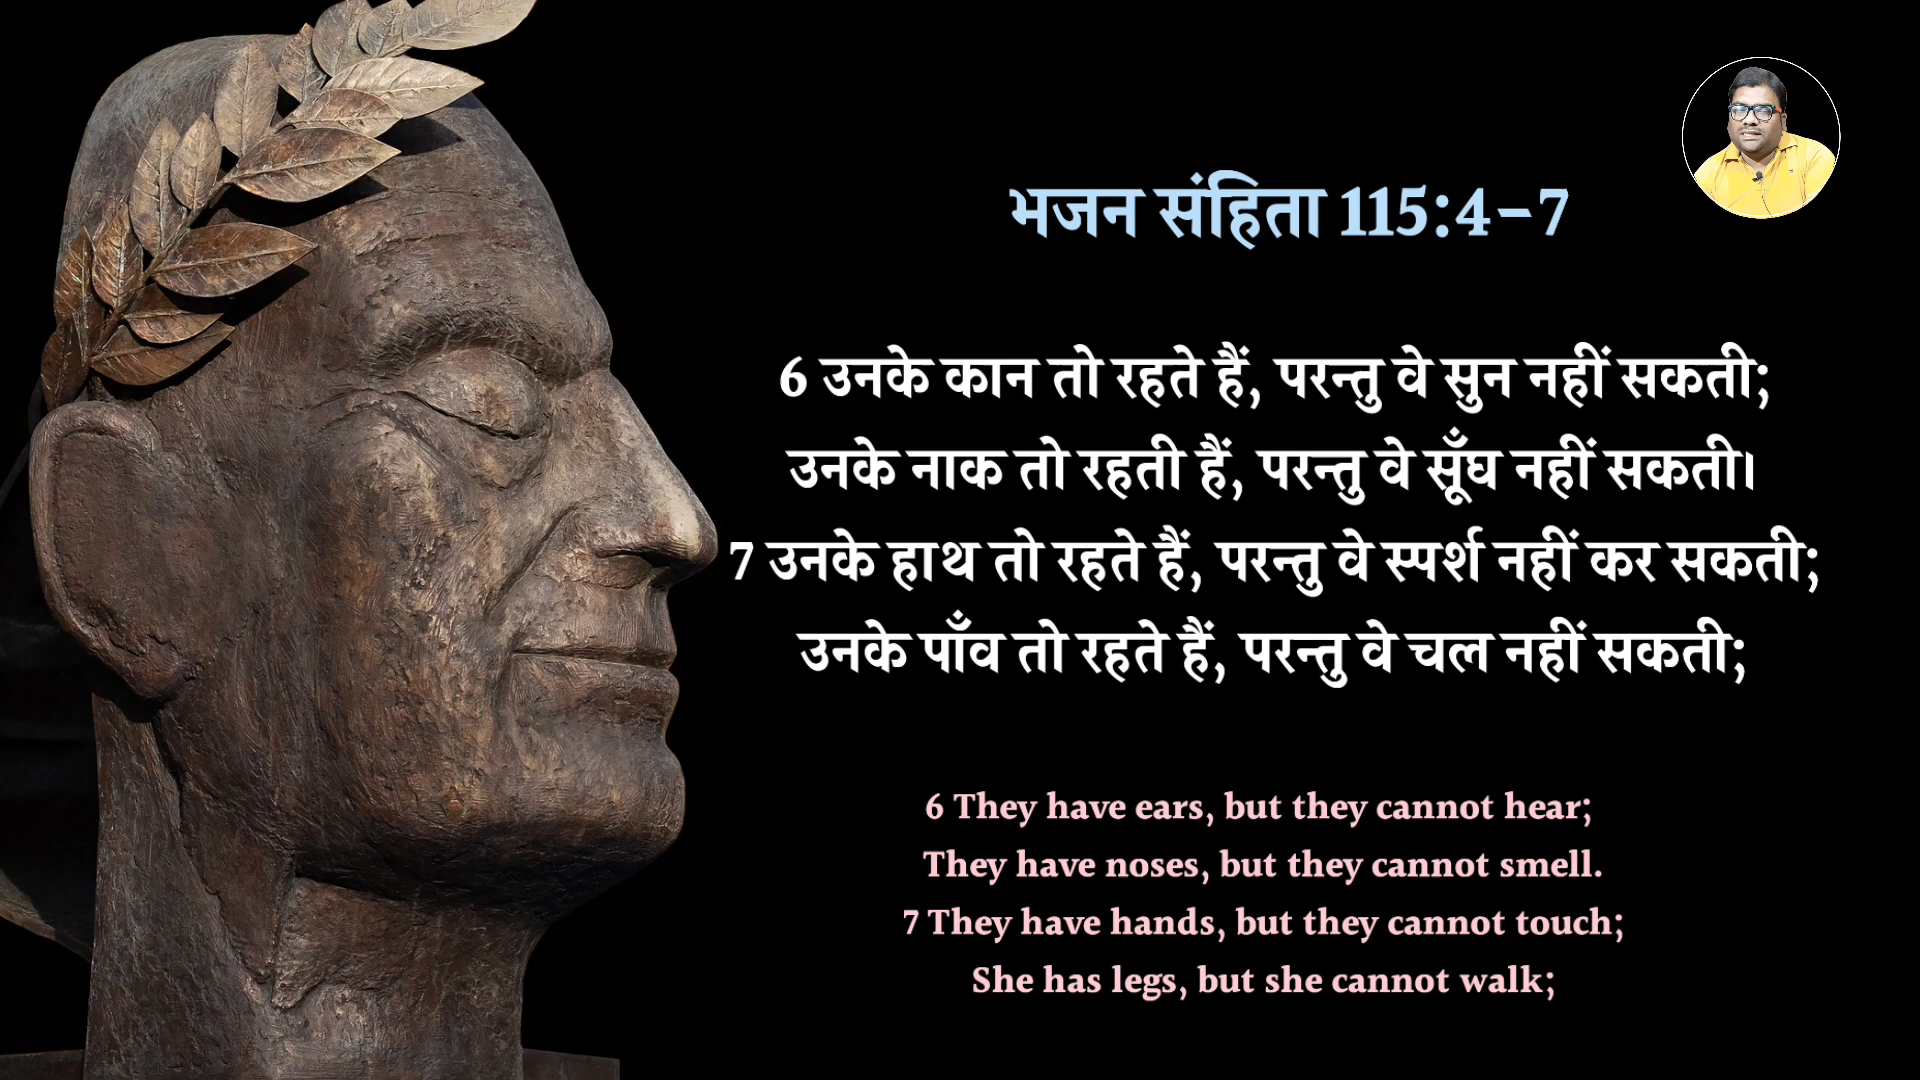 भजन संहिता 115:4–7
6 उनके कान तो रहते हैं, परन्तु वे सुन नहीं सकती;
उनके नाक तो रहती हैं, परन्तु वे सूँघ नहीं सकती।
7 उनके हाथ तो रहते हैं, परन्तु वे स्पर्श नहीं कर सकती;
उनके पाँव तो रहते हैं, परन्तु वे चल नहीं सकती;
6 They have ears, but they cannot hear;
They have noses, but they cannot smell.
7 They have hands, but they cannot touch;
She has legs, but she cannot walk;